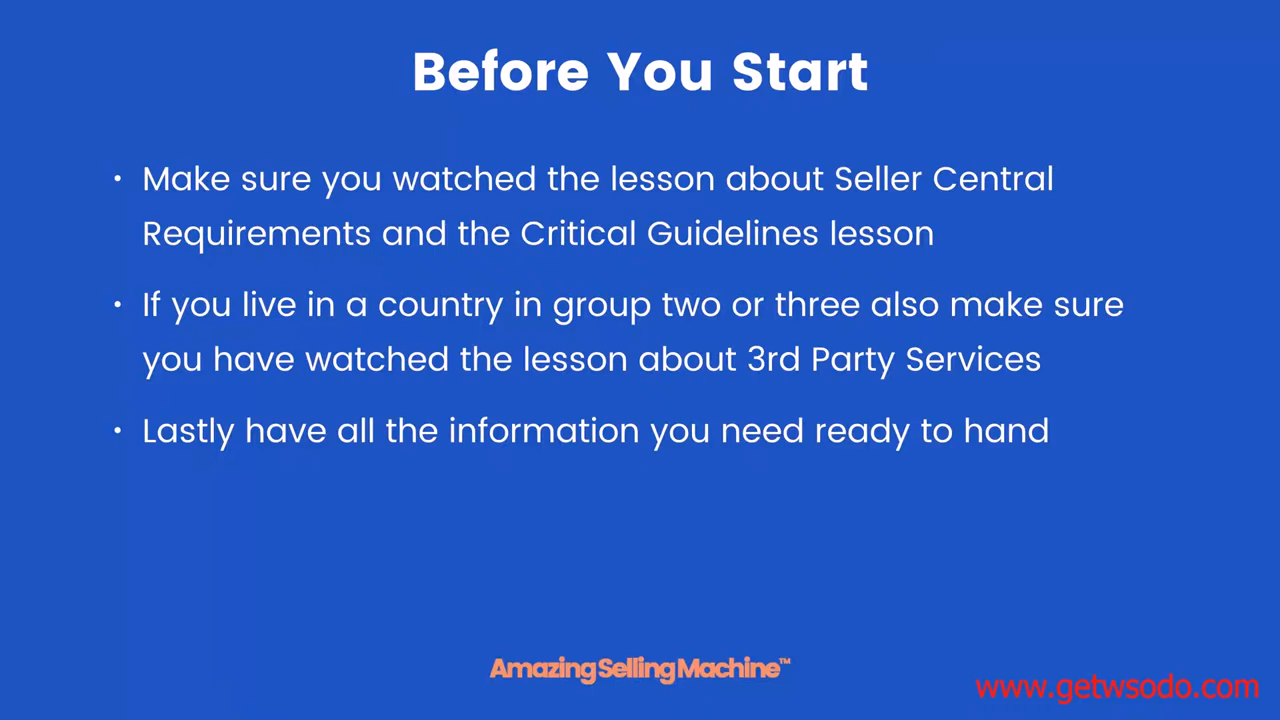 Before You Start
• Make sure you watched the lesson about Seller Central
Requirements and the Critical Guidelines lesson
• If you live in a country in group two or three also make sure
you have watched the lesson about 3rd Party Services
• Lastly have all the information you need ready to hand
AmazingSellingMachine™
www.getwsodo.com